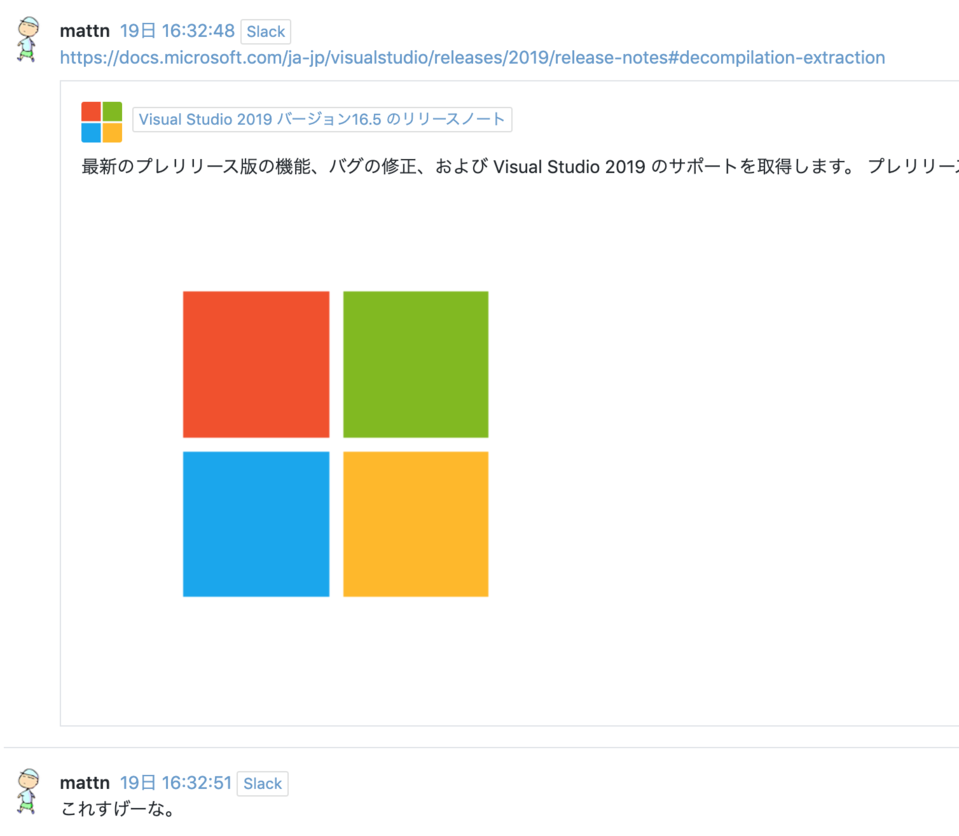 mattn 19日 16:32:48 Slack
https://docs.microsoft.com/ja-jp/visualstudio/releases/2019/release-notes#decompilation-extraction
Visual Studio 2019 バージョン16.5 のリリースノート
最新のプレリリース版の機能、バグの修正、および Visual Studio 2019 のサポートを取得します。 プレリリー
mattn 19日 16:32:51 Slack
これすげーな。